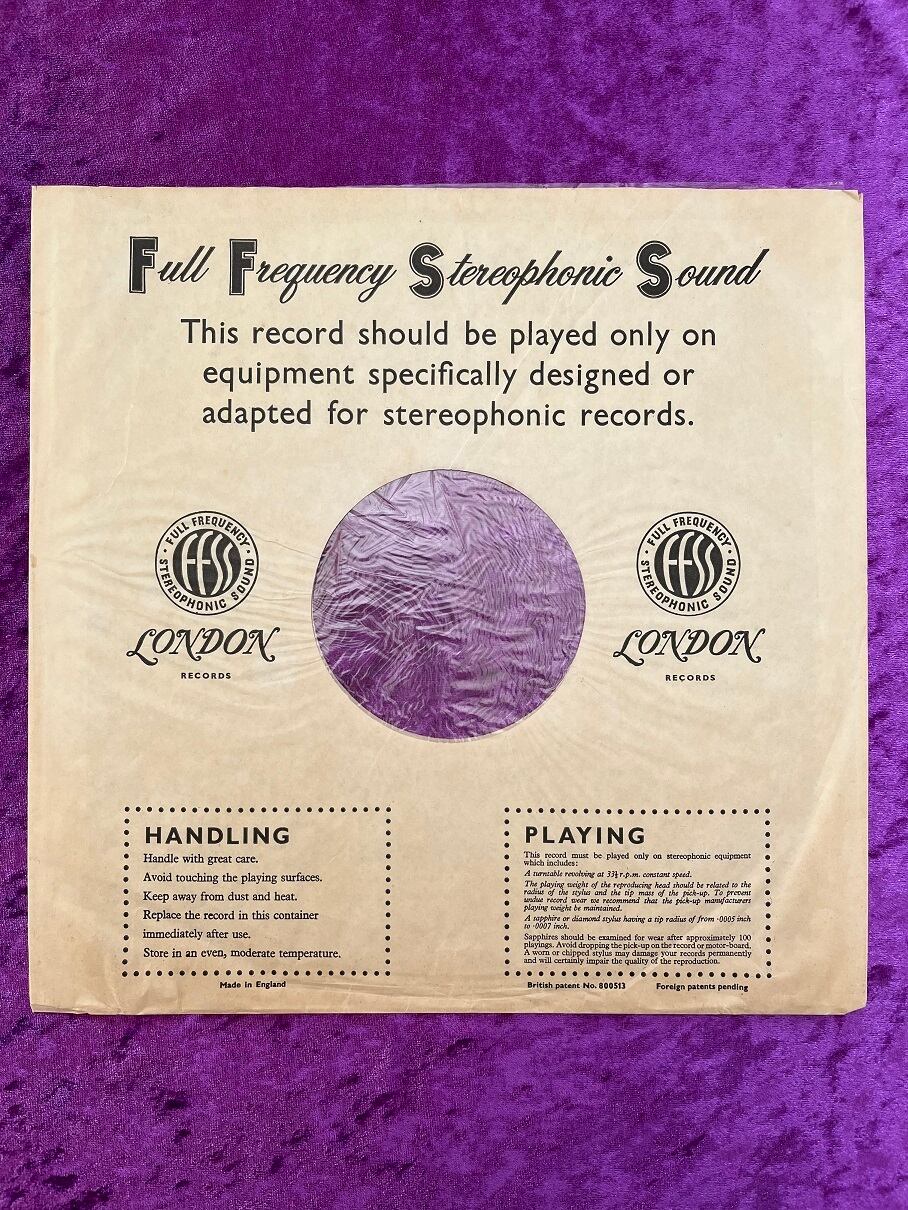 Full Frequency Stereophonic Sound
This record should be played only on
equipment specifically designed or
adapted for stereophonic records.
· FULL FREQUENCY ·
FFSS
STEREOPHONIC SOUND
LONDON
RECORDS
· FULL FREQUENCY ·
FFSS
STEREOPHONIC SOUND
LONDON
RECORDS
HANDLING
Handle with great care.
Avoid touching the playing surfaces.
Keep away from dust and heat.
Replace the record in this container
immediately after use.
Store in an even, moderate temperature.
Made in England
PLAYING
This record must be played only on stereophonic equipment
which includes:
A turntable revolving at 33⅓ r.p.m. constant speed.
The playing weight of the reproducing head should be related to the
radius of the stylus and the tip mass of the pick-up. To prevent
undue record wear we recommend that the pick-up manufacturers
playing weight be maintained.
A sapphire or diamond stylus having a tip radius of from ·0005 inch
to ·0007 inch.
Sapphires should be examined for wear after approximately 100
playings. Avoid dropping the pick-up on the record or motor-board.
A worn or chipped stylus may damage your records permanently
and will certainly impair the quality of the reproduction.
British patent No. 800513 Foreign patents pending